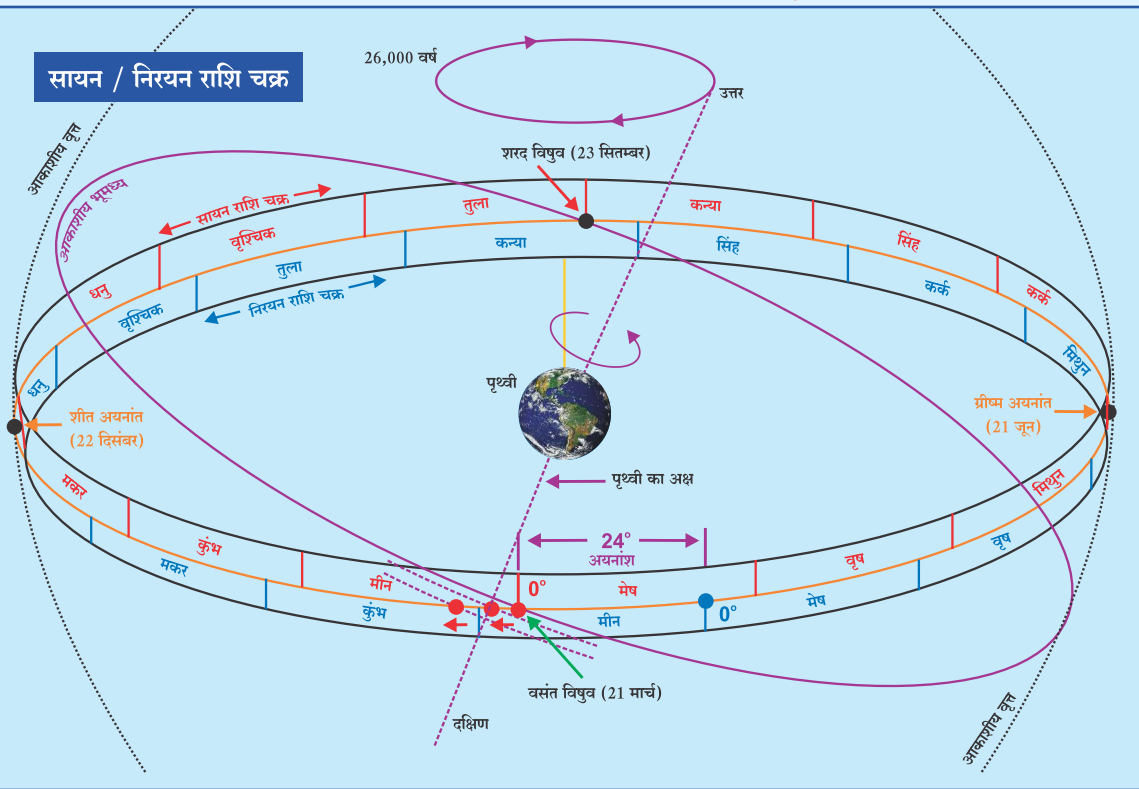 सायन / निरयन राशि चक्र
26,000 वर्ष
उत्तर
शरद विषुव (23 सितम्बर)
आकाशीय वृत्त
आकाशीय भूमध्य
सायन राशि चक्र
तुला
कन्या
सिंह
कर्क
वृश्चिक
धनु
कन्या
सिंह
कर्क
मिथुन
तुला
वृश्चिक
धनु
निरयन राशि चक्र
पृथ्वी
शीत अयनांत
(22 दिसंबर)
ग्रीष्म अयनांत
(21 जून)
पृथ्वी का अक्ष
मकर
कुंभ
मीन
0°
मेष
वृष
मिथुन
24°
अयनांश
मकर
कुंभ
मीन
0°
मेष
वृष
वसंत विषुव (21 मार्च)
दक्षिण
आकाशीय वृत्त